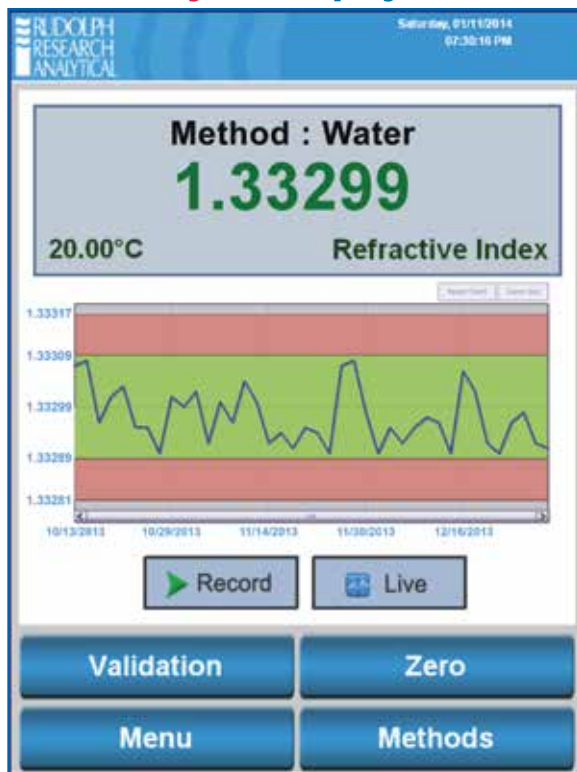 RUDOLPH
RESEARCH
ANALYTICAL
Saturday, 01/11/2014
07:30:16 PM
Method : Water
1.33299
20.00°C Refractive Index
1.33317
1.33309
1.33299
1.33289
1.33281
10/13/2013 10/29/2013 11/14/2013 11/30/2013 12/16/2013
Record Live
Validation Zero
Menu Methods